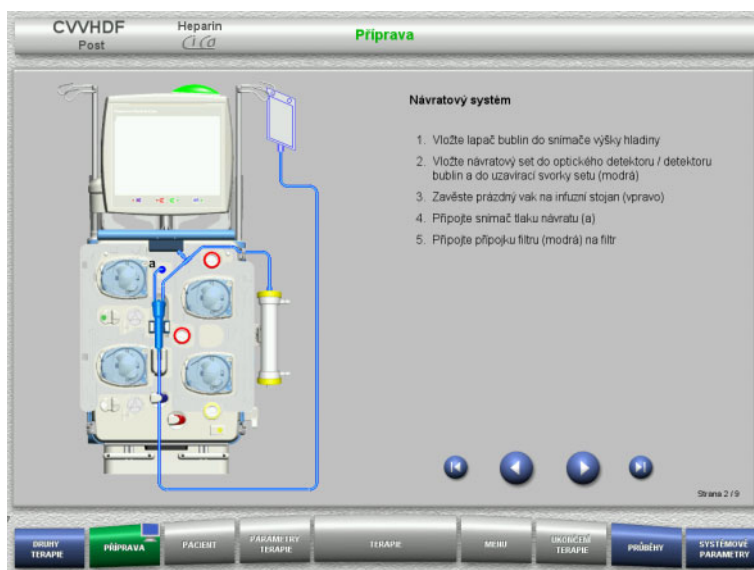 CVVHDF
Post
Heparin
Ci Ca
Příprava
Návratový systém
1. Vložte lapač bublin do snímače výšky hladiny
2. Vložte návratový set do optického detektoru / detektoru
bublin a do uzavírací svorky setu (modrá)
3. Zavěste prázdný vak na infuzní stojan (vpravo)
4. Připojte snímač tlaku návratu (a)
5. Připojte přípojku filtru (modrá) na filtr
a
Strana 2 / 9
DRUHY
TERAPIE
PŘÍPRAVA
PACIENT
PARAMETRY
TERAPIE
TERAPIE
MENU
UKONČENÍ
TERAPIE
PRŮBĚHY
SYSTÉMOVÉ
PARAMETRY